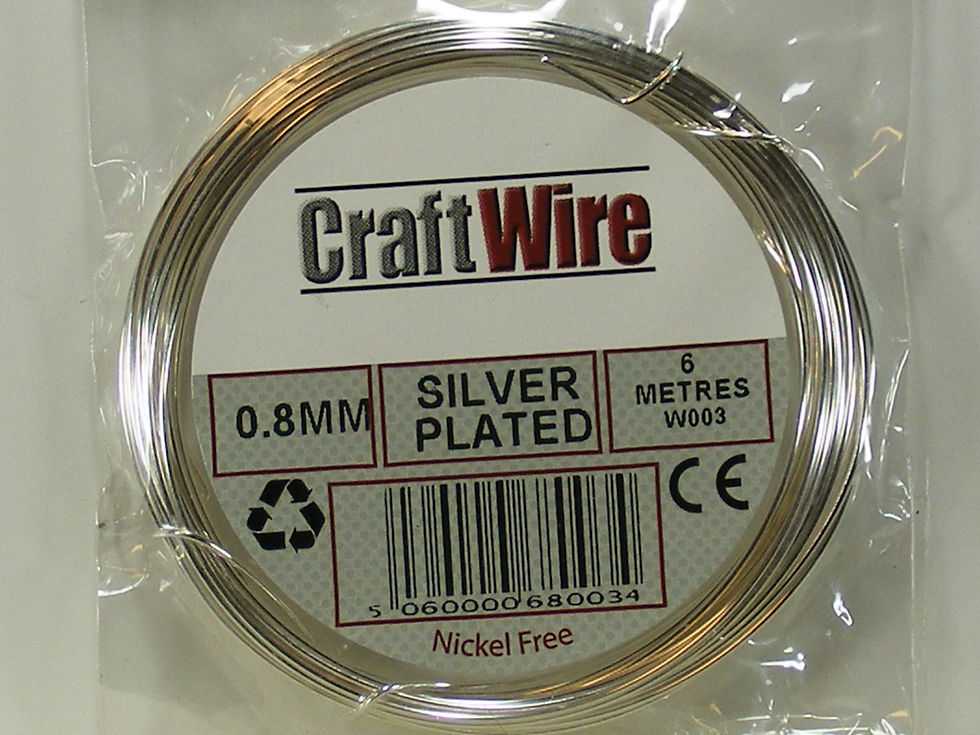 CraftWire
0.8MM
SILVER
PLATED
6
METRES
W003
CE
5 060000 680034
Nickel Free